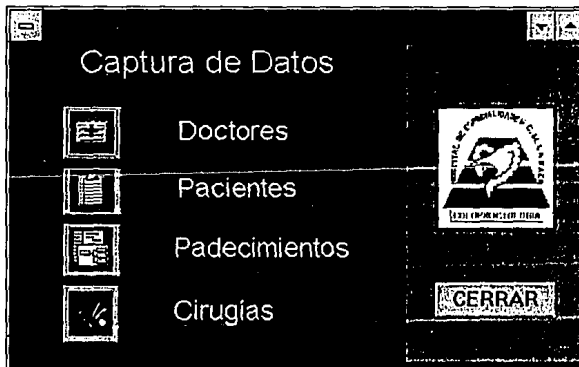 Captura de Datos
Doctores
Pacientes
Padecimientos
Cirugías
CERRAR